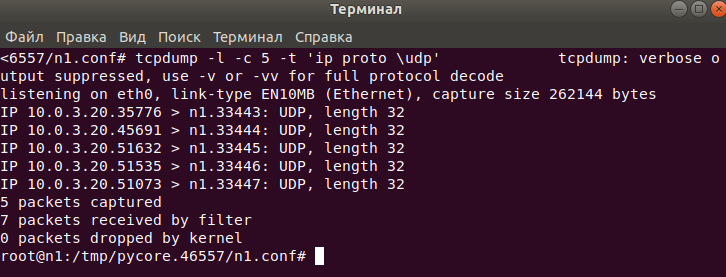 Терминал
Файл Правка Вид Поиск Терминал Справка
<6557/n1.conf# tcpdump -l -c 5 -t 'ip proto \udp' tcpdump: verbose o
utput suppressed, use -v or -vv for full protocol decode
listening on eth0, link-type EN10MB (Ethernet), capture size 262144 bytes
IP 10.0.3.20.35776 > n1.33443: UDP, length 32
IP 10.0.3.20.45691 > n1.33444: UDP, length 32
IP 10.0.3.20.51632 > n1.33445: UDP, length 32
IP 10.0.3.20.51535 > n1.33446: UDP, length 32
IP 10.0.3.20.51073 > n1.33447: UDP, length 32
5 packets captured
7 packets received by filter
0 packets dropped by kernel
root@n1:/tmp/pycore.46557/n1.conf#